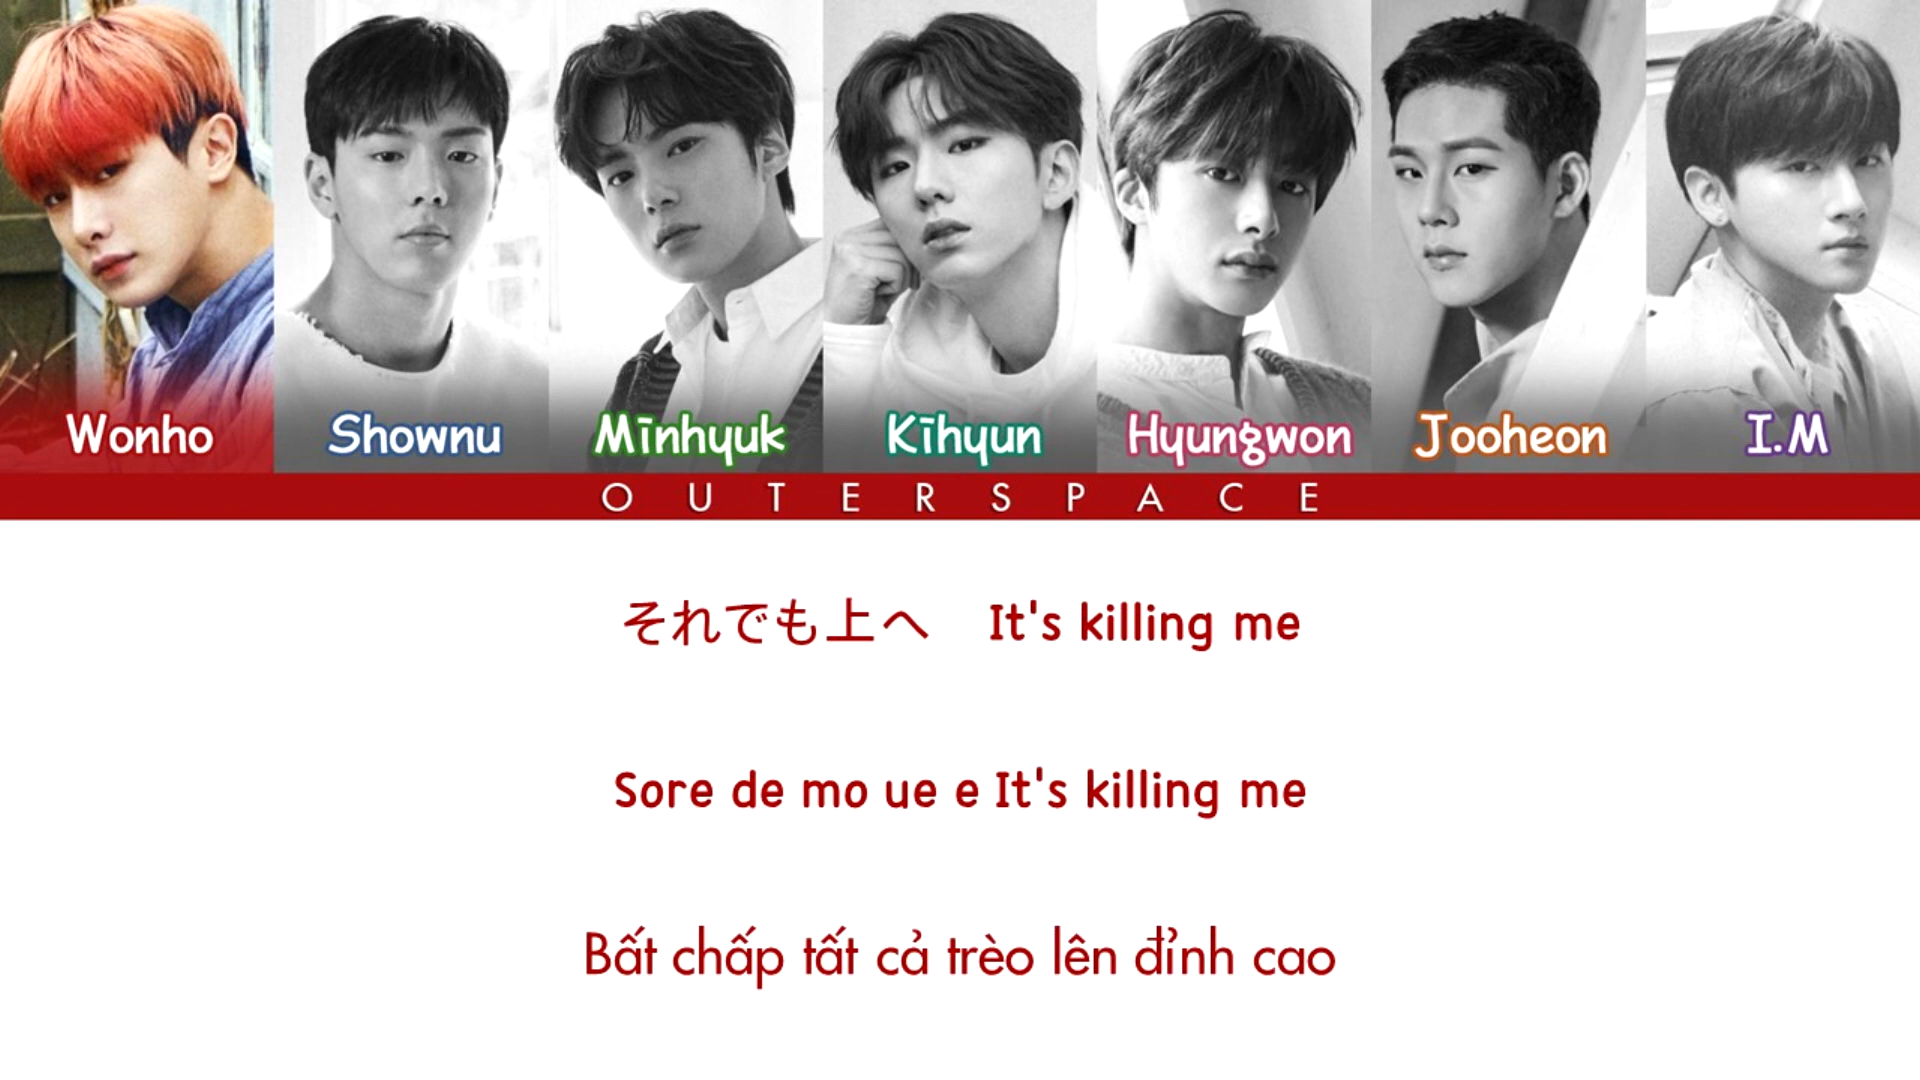 Wonho Shownu Minhyuk Kihyun Hyungwon Jooheon I.M
OUTERSPACE
それでも上へ It's killing me
Sore de mo ue e It's killing me
Bất chấp tất cả trèo lên đỉnh cao